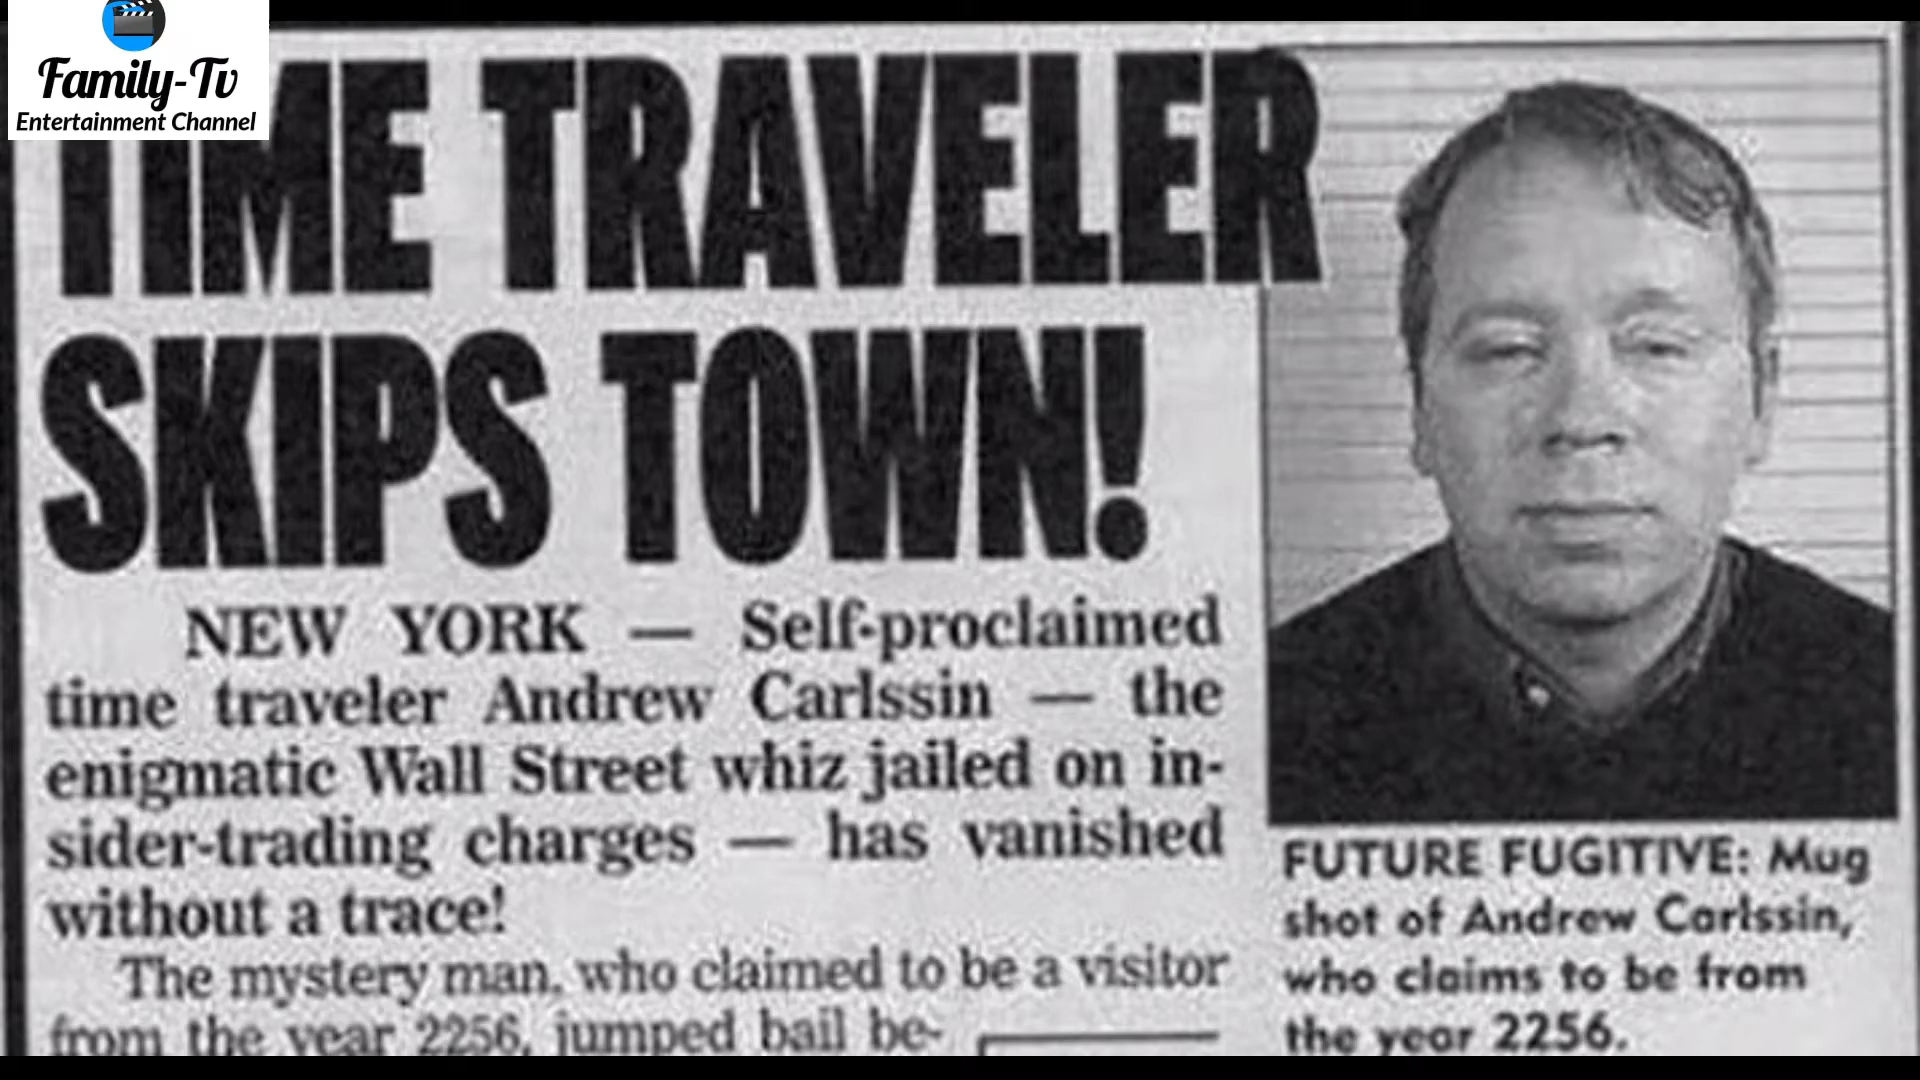 Family-Tv
Entertainment Channel
TIME TRAVELER
SKIPS TOWN!
NEW YORK — Self-proclaimed
time traveler Andrew Carlssin — the
enigmatic Wall Street whiz jailed on in-
sider-trading charges — has vanished
without a trace!
The mystery man, who claimed to be a visitor
from the year 2256, jumped bail be-
FUTURE FUGITIVE: Mug
shot of Andrew Carlssin,
who claims to be from
the year 2256.